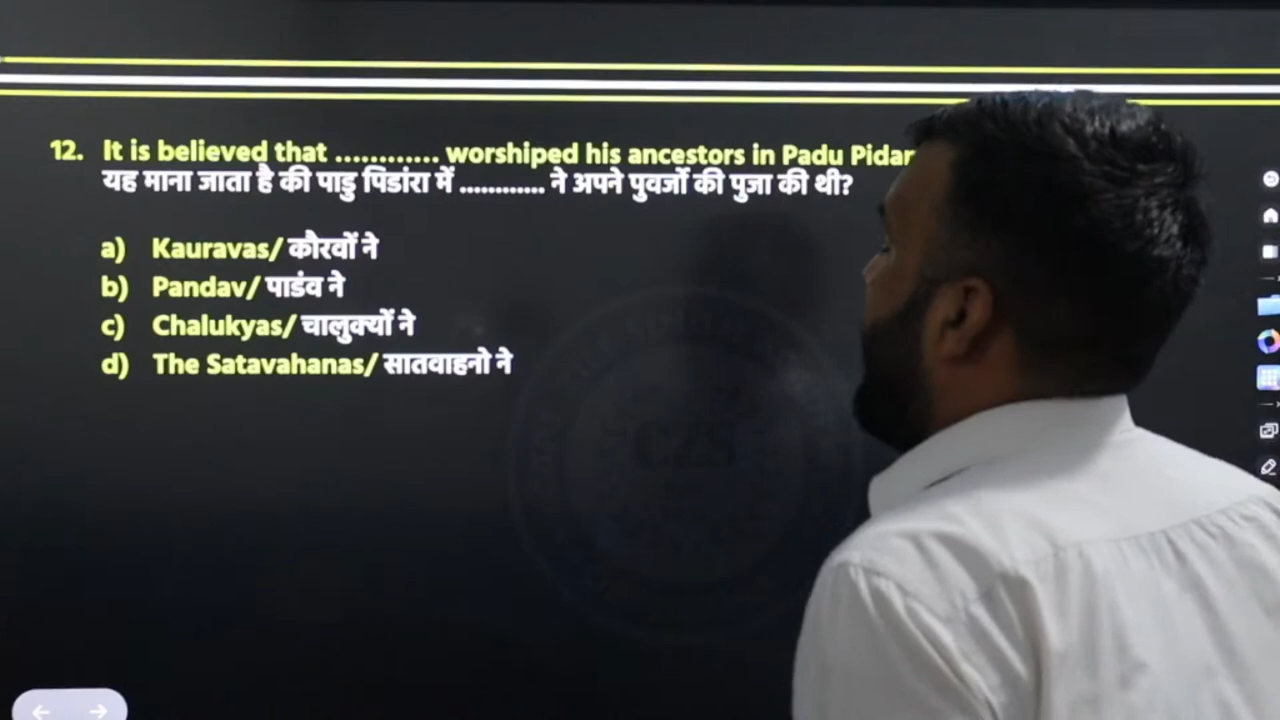 12. It is believed that ............ worshiped his ancestors in Padu
यह माना जाता है की पाडु पिडांरा में ............ ने अपने पुवर्जो की पुजा की थी?
a) Kauravas/ कौरवों ने
b) Pandav/ पाडंव ने
c) Chalukyas/ चालुक्यों ने
d) The Satavahanas/ सातवाहनो ने